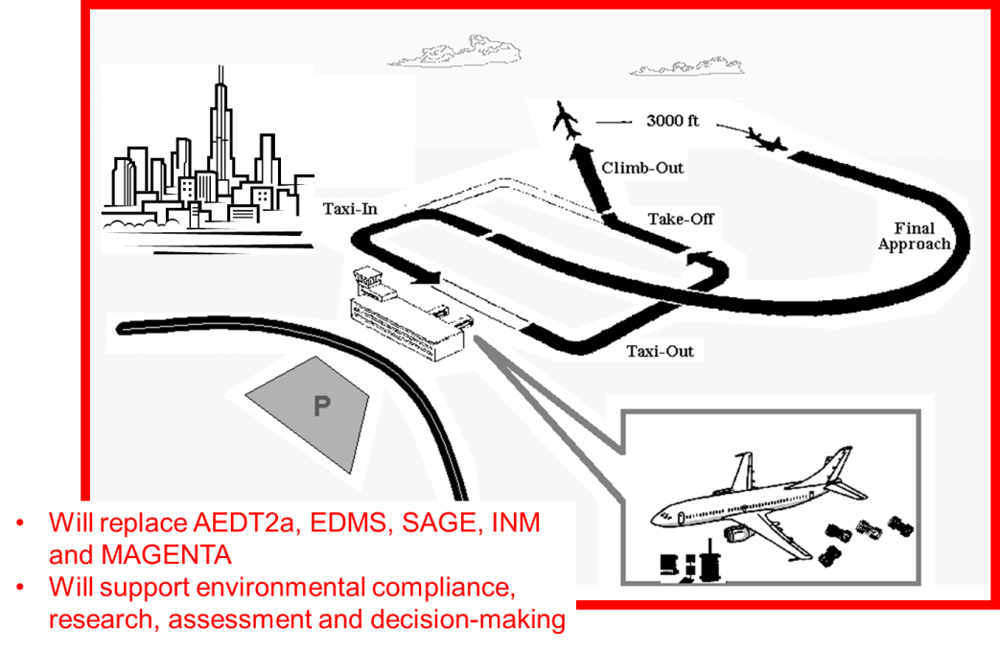 3000 ft
Climb-Out
Taxi-In
Take-Off
Final
Approach
Taxi-Out
P
• Will replace AEDT2a, EDMS, SAGE, INM
and MAGENTA
• Will support environmental compliance,
research, assessment and decision-making